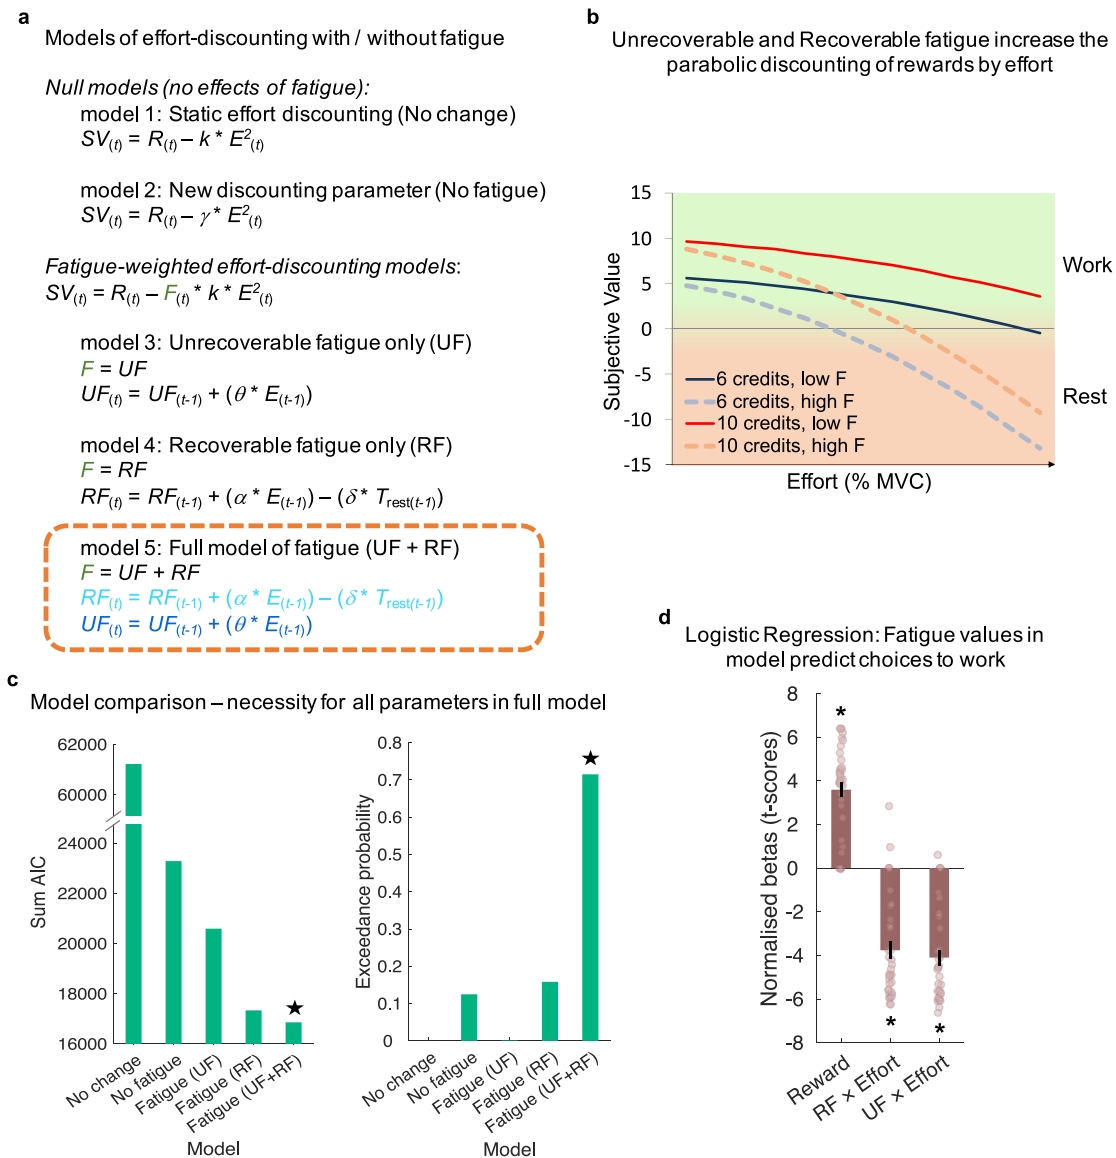 a
Models of effort-discounting with / without fatigue
Null models (no effects of fatigue):
model 1: Static effort discounting (No change)
SV(t) = R(t) – k * E²(t)
model 2: New discounting parameter (No fatigue)
SV(t) = R(t) – γ * E²(t)
Fatigue-weighted effort-discounting models:
SV(t) = R(t) – F(t) * k * E²(t)
model 3: Unrecoverable fatigue only (UF)
F = UF
UF(t) = UF(t-1) + (θ * E(t-1))
model 4: Recoverable fatigue only (RF)
F = RF
RF(t) = RF(t-1) + (α * E(t-1)) – (δ * Trest(t-1))
model 5: Full model of fatigue (UF + RF)
F = UF + RF
RF(t) = RF(t-1) + (α * E(t-1)) – (δ * Trest(t-1))
UF(t) = UF(t-1) + (θ * E(t-1))
b
Unrecoverable and Recoverable fatigue increase the
parabolic discounting of rewards by effort
Subjective Value
15
10
5
0
-5
-10
-15
Work
Rest
6 credits, low F
6 credits, high F
10 credits, low F
10 credits, high F
Effort (% MVC)
c
Model comparison – necessity for all parameters in full model
Sum AIC
62000
60000
24000
22000
20000
18000
16000
No change
No fatigue
Fatigue (UF)
Fatigue (RF)
Fatigue (UF+RF)
Model
Exceedance probability
0.8
0.7
0.6
0.5
0.4
0.3
0.2
0.1
0
No change
No fatigue
Fatigue (UF)
Fatigue (RF)
Fatigue (UF+RF)
Model
d
Logistic Regression: Fatigue values in
model predict choices to work
Normalised betas (t-scores)
8
6
4
2
0
-2
-4
-6
-8
*
*
*
Reward
RF × Effort
UF × Effort